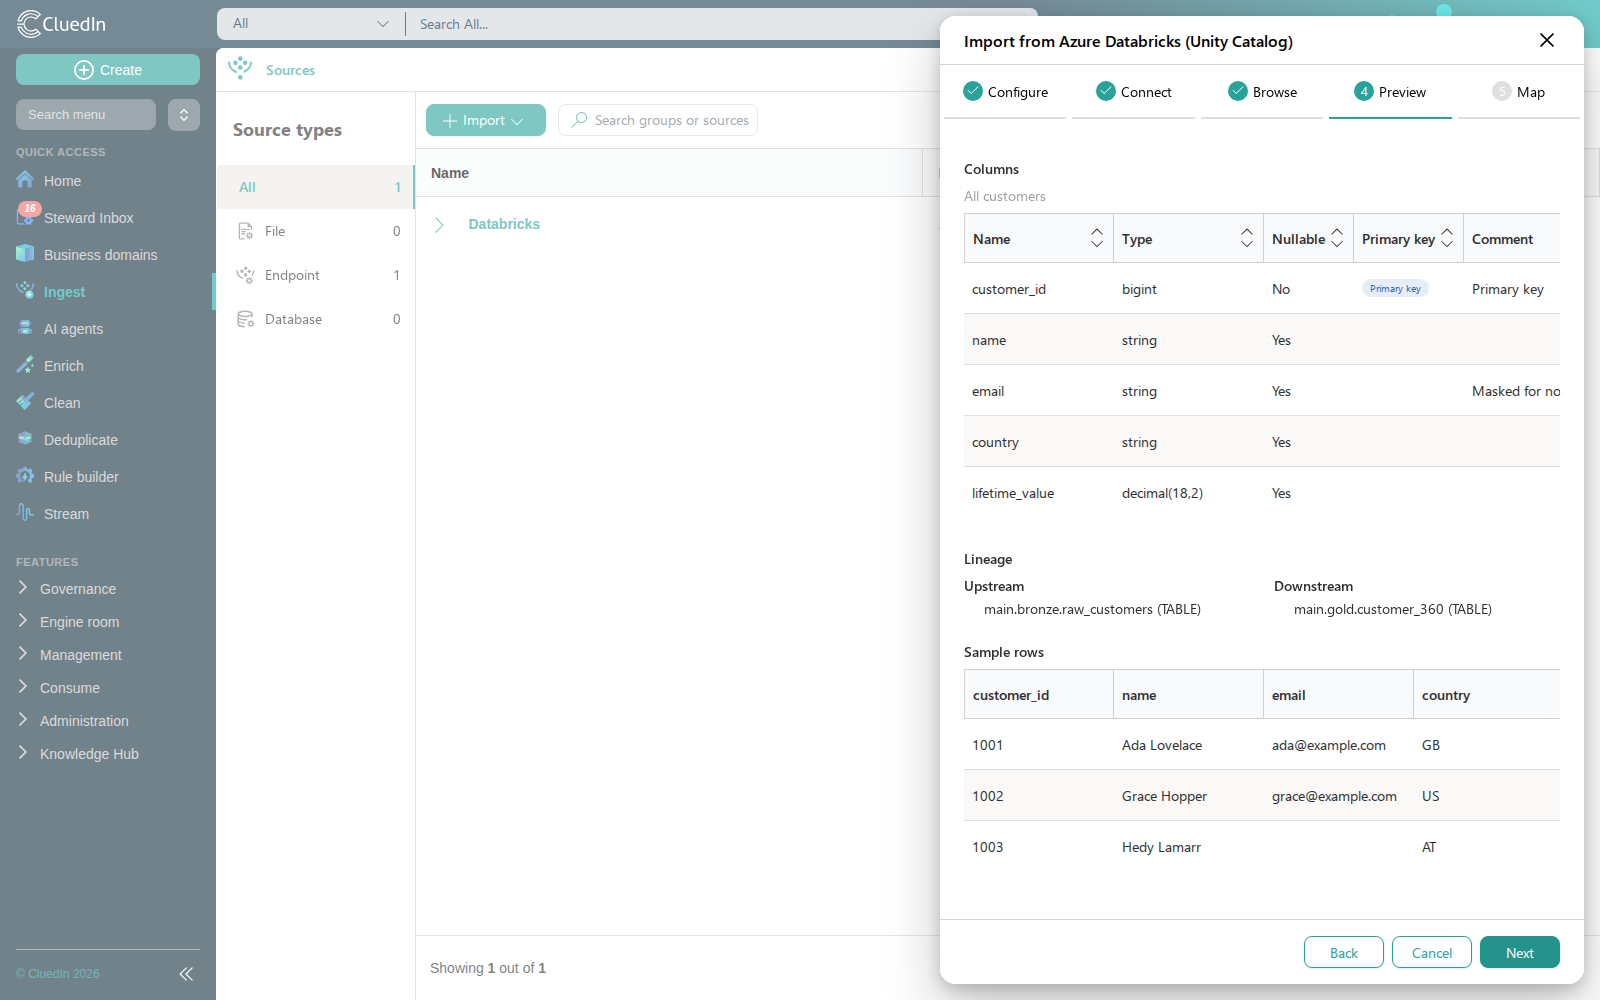 CluedIn
All
Search All...
Create
Search menu
QUICK ACCESS
Home
16
Steward Inbox
Business domains
Ingest
AI agents
Enrich
Clean
Deduplicate
Rule builder
Stream
FEATURES
Governance
Engine room
Management
Consume
Administration
Knowledge Hub
© CluedIn 2026
Sources
Source types
All 1
File 0
Endpoint 1
Database 0
Import
Search groups or sources
Name
Databricks
Showing 1 out of 1
Import from Azure Databricks (Unity Catalog)
Configure
Connect
Browse
4 Preview
5 Map
Columns
All customers
Name Type Nullable Primary key Comment
customer_id bigint No Primary key Primary key
name string Yes
email string Yes Masked for no
country string Yes
lifetime_value decimal(18,2) Yes
Lineage
Upstream Downstream
main.bronze.raw_customers (TABLE) main.gold.customer_360 (TABLE)
Sample rows
customer_id name email country
1001 Ada Lovelace ada@example.com GB
1002 Grace Hopper grace@example.com US
1003 Hedy Lamarr AT
Back
Cancel
Next